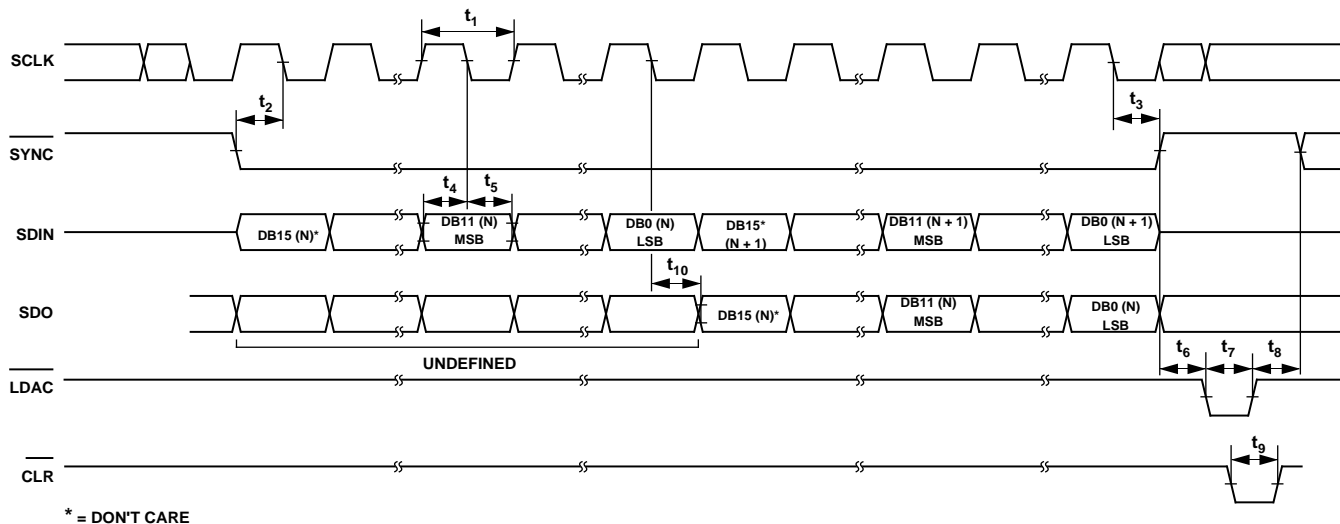 t1
SCLK
t2
t3
SYNC
t4 t5
SDIN DB15 (N)* DB11 (N) MSB DB0 (N) LSB DB15* (N + 1) DB11 (N + 1) MSB DB0 (N + 1) LSB
t10
SDO DB15 (N)* DB11 (N) MSB DB0 (N) LSB
UNDEFINED
t6 t7 t8
LDAC
t9
CLR
* = DON'T CARE